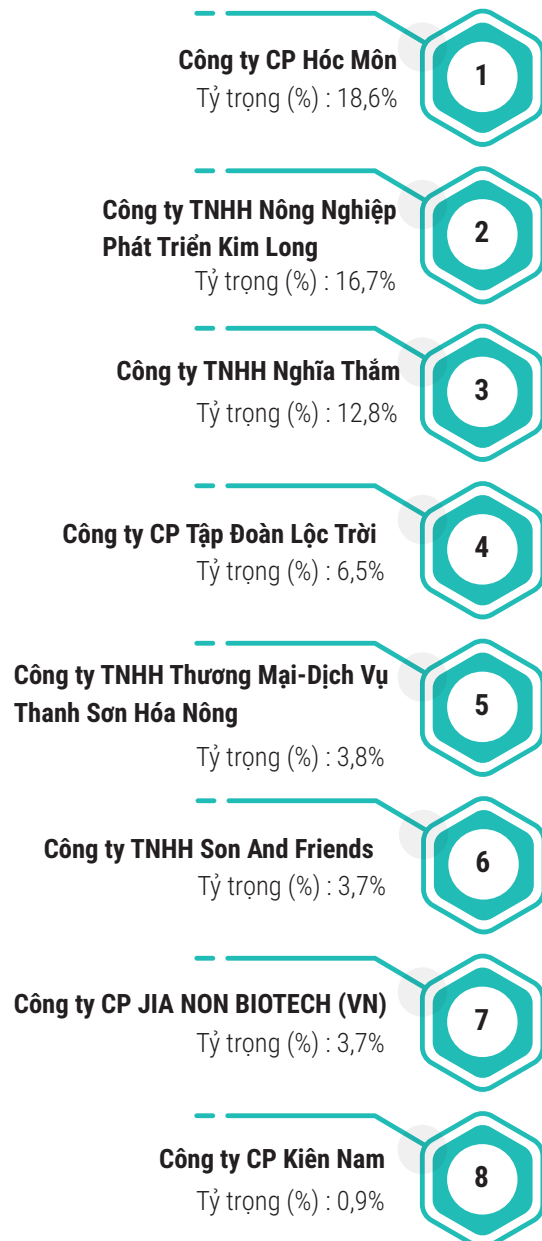 Công ty CP Hóc Môn
Tỷ trọng (%) : 18,6%
1
Công ty TNHH Nông Nghiệp
Phát Triển Kim Long
Tỷ trọng (%) : 16,7%
2
Công ty TNHH Nghĩa Thắm
Tỷ trọng (%) : 12,8%
3
Công ty CP Tập Đoàn Lộc Trời
Tỷ trọng (%) : 6,5%
4
Công ty TNHH Thương Mại-Dịch Vụ
Thanh Sơn Hóa Nông
Tỷ trọng (%) : 3,8%
5
Công ty TNHH Son And Friends
Tỷ trọng (%) : 3,7%
6
Công ty CP JIA NON BIOTECH (VN)
Tỷ trọng (%) : 3,7%
7
Công ty CP Kiên Nam
Tỷ trọng (%) : 0,9%
8